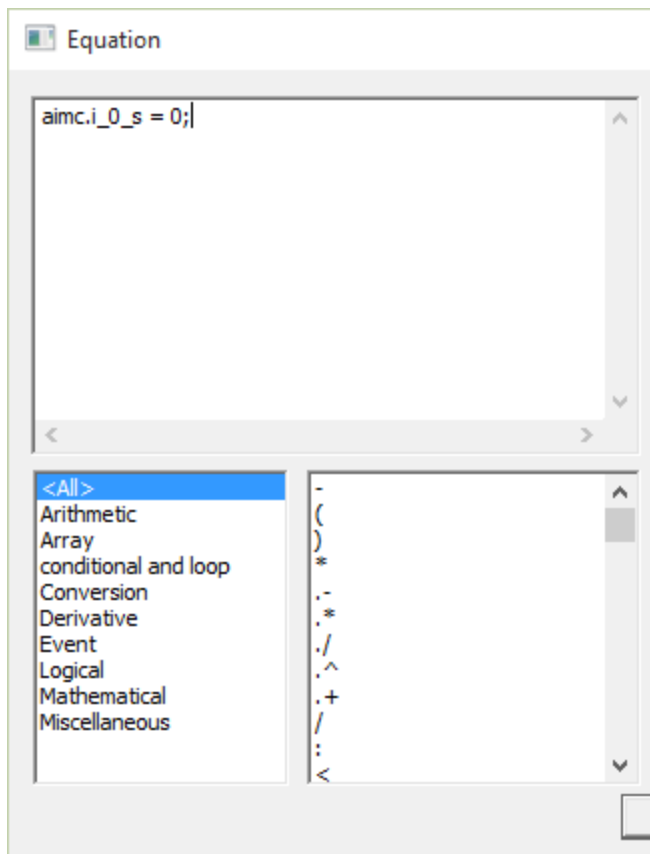 Equation
aimc.i_0_s = 0;
<All>
Arithmetic
Array
conditional and loop
Conversion
Derivative
Event
Logical
Mathematical
Miscellaneous
-
(
)
*
.-
.*
./
.^
.+
/
:
<